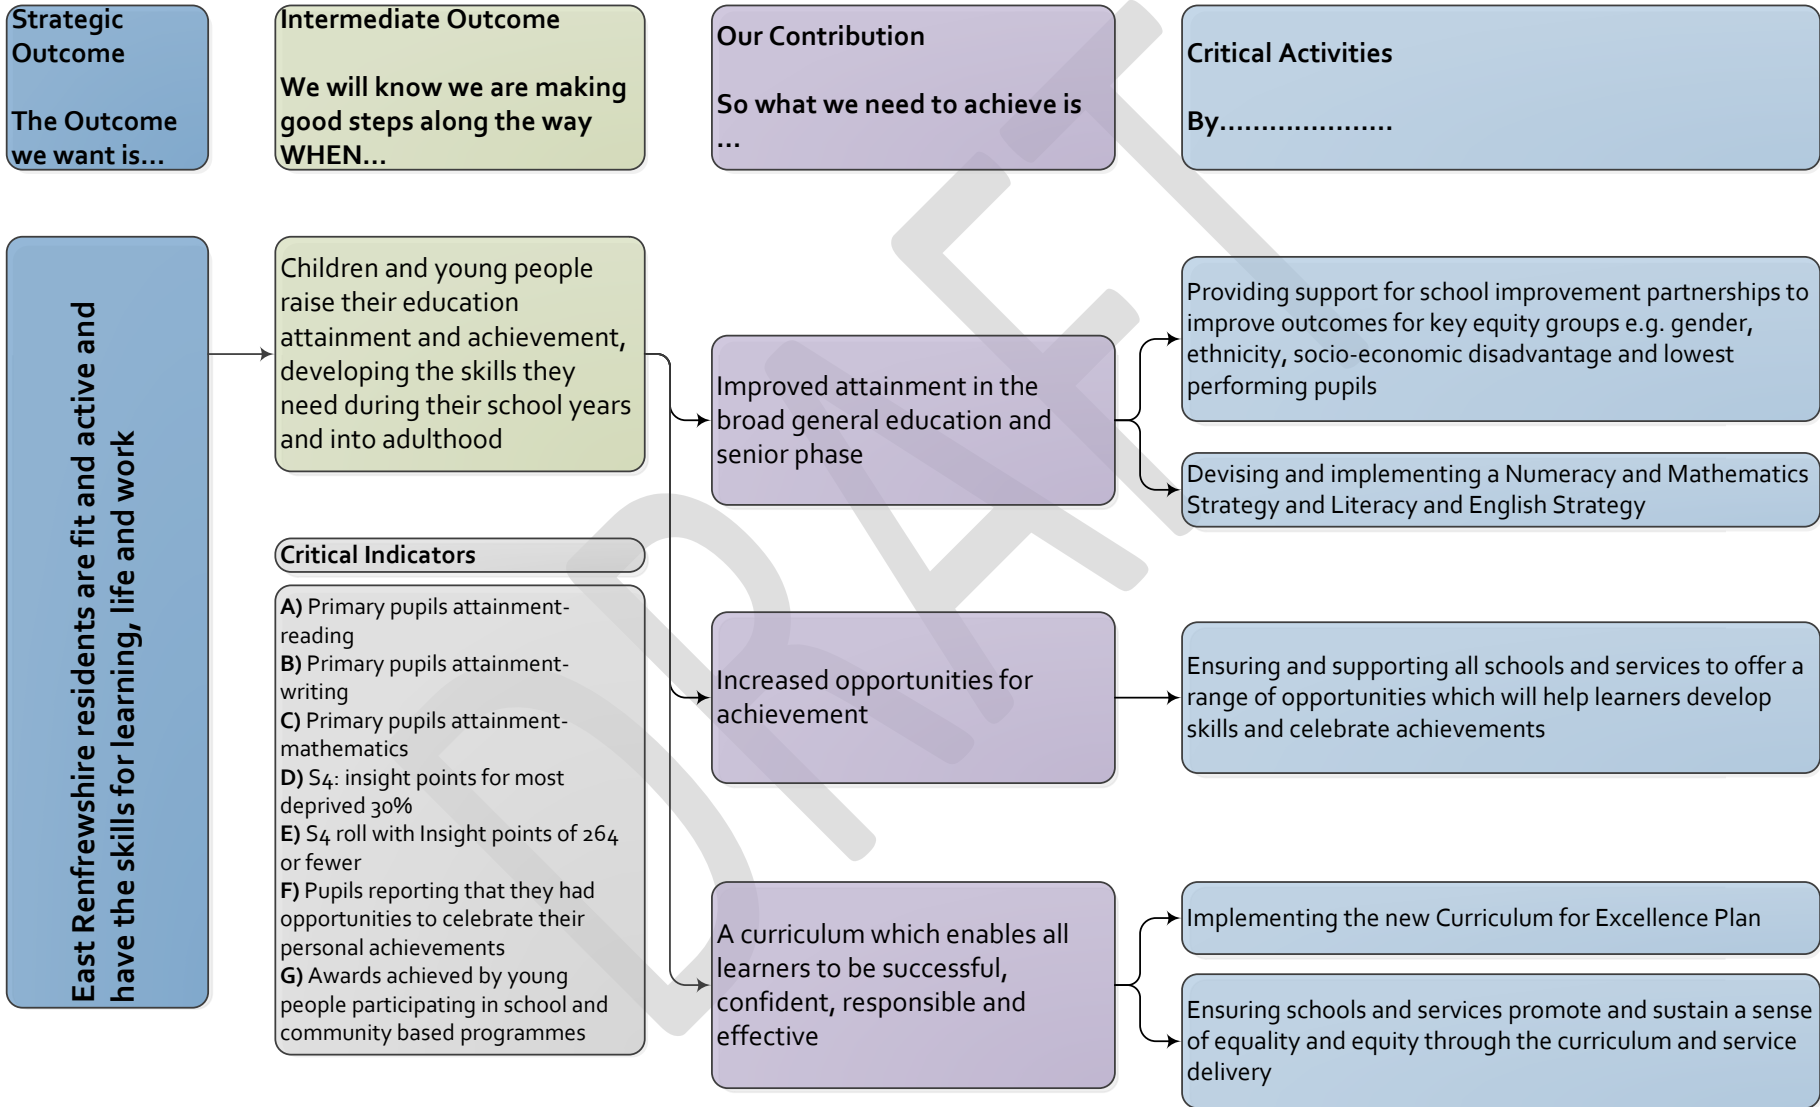 Strategic
Outcome
The Outcome
we want is...
Intermediate Outcome
We will know we are making
good steps along the way
WHEN...
Our Contribution
So what we need to achieve is
...
Critical Activities
By.....................
East Renfrewshire residents are fit and active and
have the skills for learning, life and work
Children and young people
raise their education
attainment and achievement,
developing the skills they
need during their school years
and into adulthood
Critical Indicators
A) Primary pupils attainment-
reading
B) Primary pupils attainment-
writing
C) Primary pupils attainment-
mathematics
D) S4: insight points for most
deprived 30%
E) S4 roll with Insight points of 264
or fewer
F) Pupils reporting that they had
opportunities to celebrate their
personal achievements
G) Awards achieved by young
people participating in school and
community based programmes
Improved attainment in the
broad general education and
senior phase
Increased opportunities for
achievement
A curriculum which enables all
learners to be successful,
confident, responsible and
effective
Providing support for school improvement partnerships to
improve outcomes for key equity groups e.g. gender,
ethnicity, socio-economic disadvantage and lowest
performing pupils
Devising and implementing a Numeracy and Mathematics
Strategy and Literacy and English Strategy
Ensuring and supporting all schools and services to offer a
range of opportunities which will help learners develop
skills and celebrate achievements
Implementing the new Curriculum for Excellence Plan
Ensuring schools and services promote and sustain a sense
of equality and equity through the curriculum and service
delivery
DRAFT